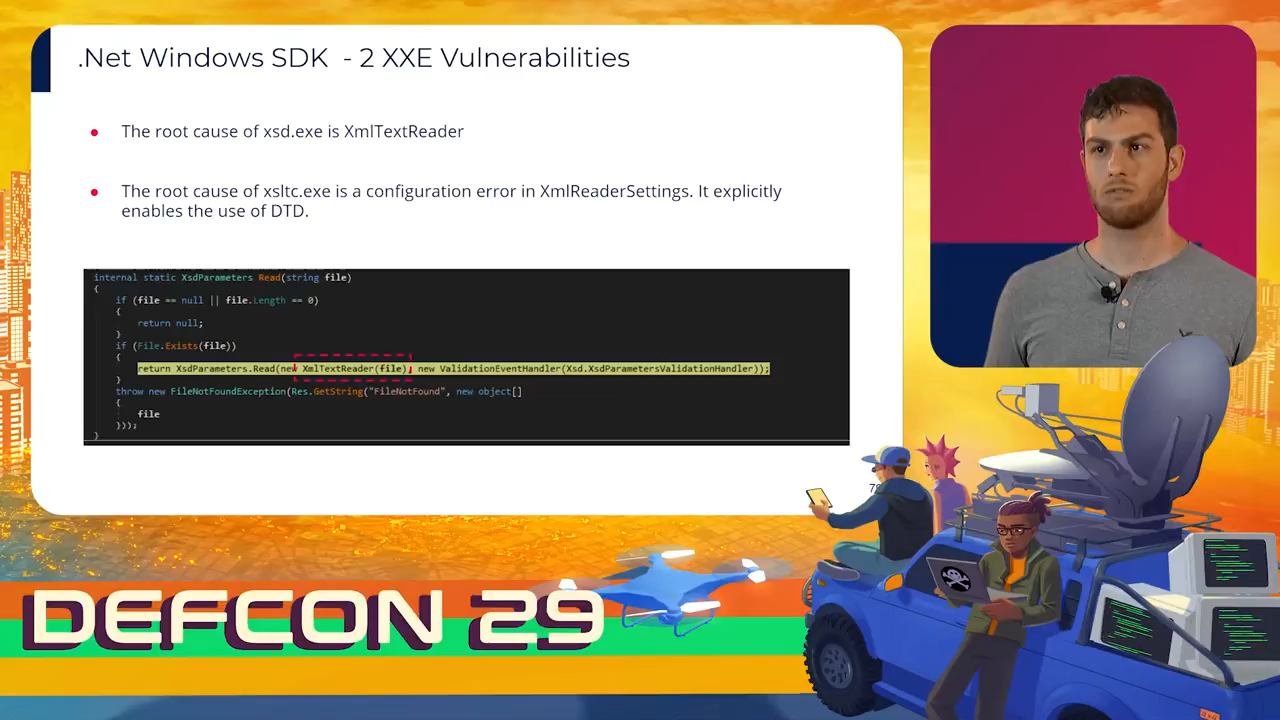 .Net Windows SDK - 2 XXE Vulnerabilities
The root cause of xsd.exe is XmlTextReader
The root cause of xsltc.exe is a configuration error in XmlReaderSettings. It explicitly
enables the use of DTD.
internal static XsdParameters Read(string file)
{
if (file == null || file.Length == 0)
{
return null;
}
if (File.Exists(file))
{
return XsdParameters.Read(new XmlTextReader(file), new ValidationEventHandler(Xsd.XsdParametersValidationHandler));
}
throw new FileNotFoundException(Res.GetString("FileNotFound", new object[]
{
file
}));
}
DEFCON 29